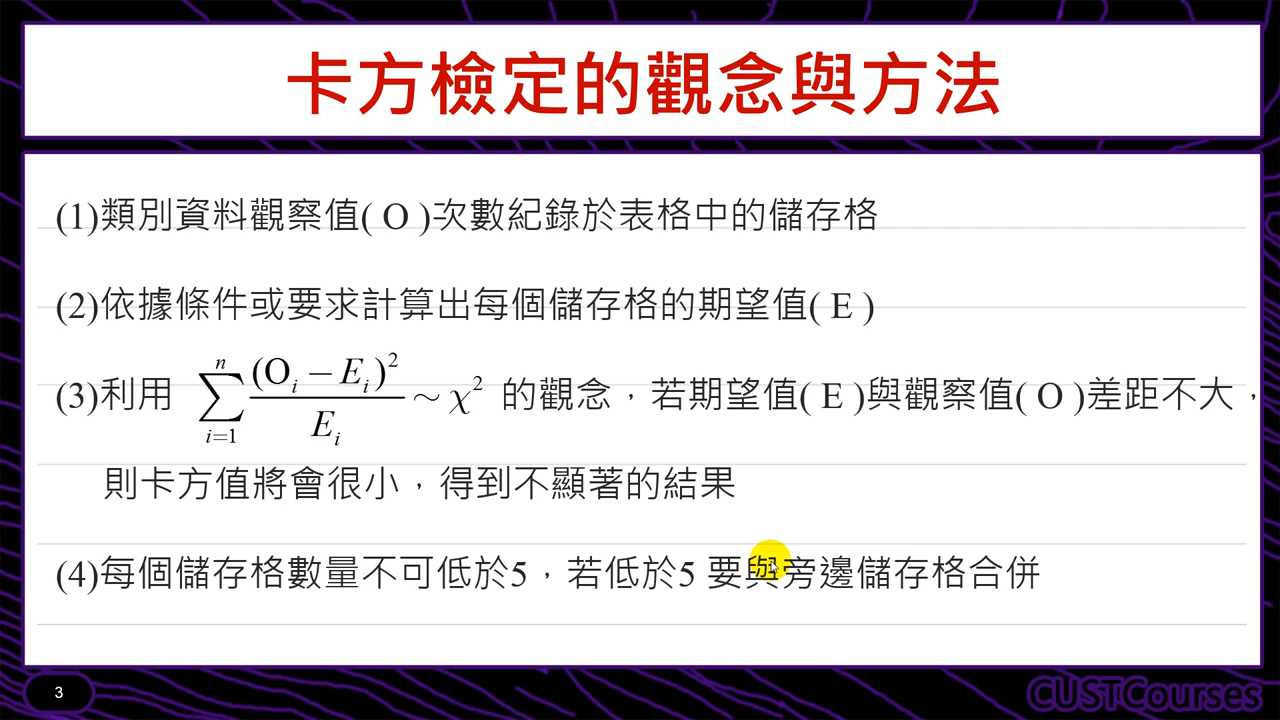 卡方檢定的觀念與方法
(1)類別資料觀察值( O )次數紀錄於表格中的儲存格
(2)依據條件或要求計算出每個儲存格的期望值( E )
(3)利用 \sum_{i=1}^{n} \frac{(O_i - E_i)^2}{E_i} \sim \chi^2 的觀念，若期望值( E )與觀察值( O )差距不大，
則卡方值將會很小，得到不顯著的結果
(4)每個儲存格數量不可低於5，若低於5 要與旁邊儲存格合併
3
CUSTCourses